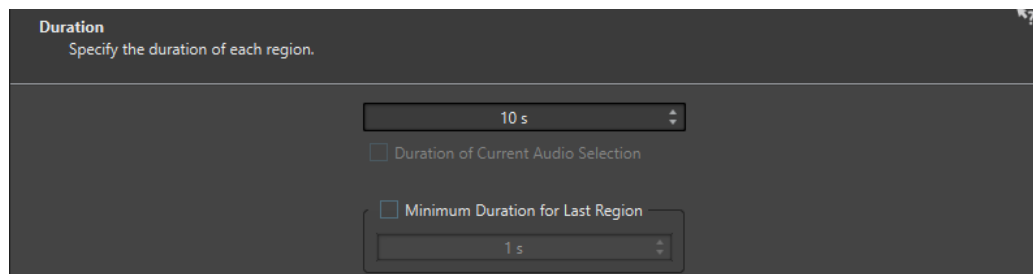 Duration
Specify the duration of each region.
10 s
Duration of Current Audio Selection
Minimum Duration for Last Region
1 s